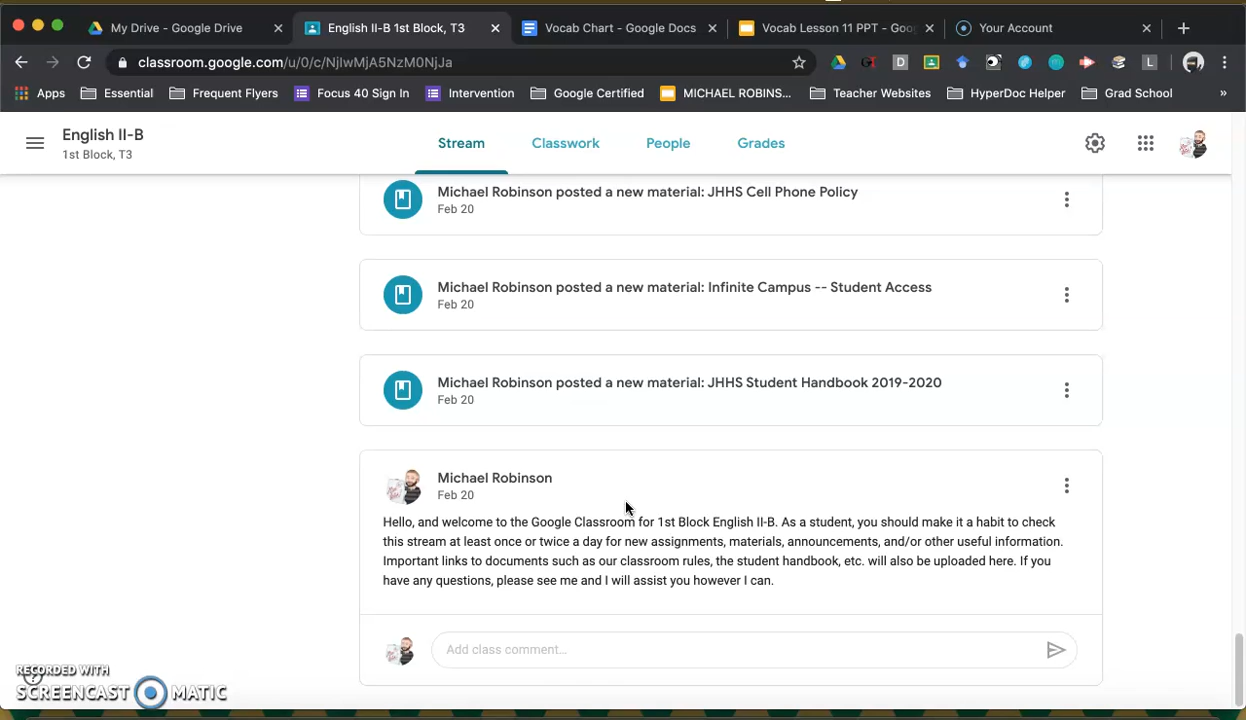 My Drive - Google Drive
English II-B 1st Block, T3
Vocab Chart - Google Docs
Vocab Lesson 11 PPT - Goo
Your Account
classroom.google.com/u/0/c/NjIwMjA5NzM0NjJa
Apps
Essential
Frequent Flyers
Focus 40 Sign In
Intervention
Google Certified
MICHAEL ROBINS...
Teacher Websites
HyperDoc Helper
Grad School
»
English II-B
1st Block, T3
Stream
Classwork
People
Grades
Michael Robinson posted a new material: JHHS Cell Phone Policy
Feb 20
Michael Robinson posted a new material: Infinite Campus -- Student Access
Feb 20
Michael Robinson posted a new material: JHHS Student Handbook 2019-2020
Feb 20
Michael Robinson
Feb 20
Hello, and welcome to the Google Classroom for 1st Block English II-B. As a student, you should make it a habit to check
this stream at least once or twice a day for new assignments, materials, announcements, and/or other useful information.
Important links to documents such as our classroom rules, the student handbook, etc. will also be uploaded here. If you
have any questions, please see me and I will assist you however I can.
Add class comment...
RECORDED WITH
SCREENCAST MATIC